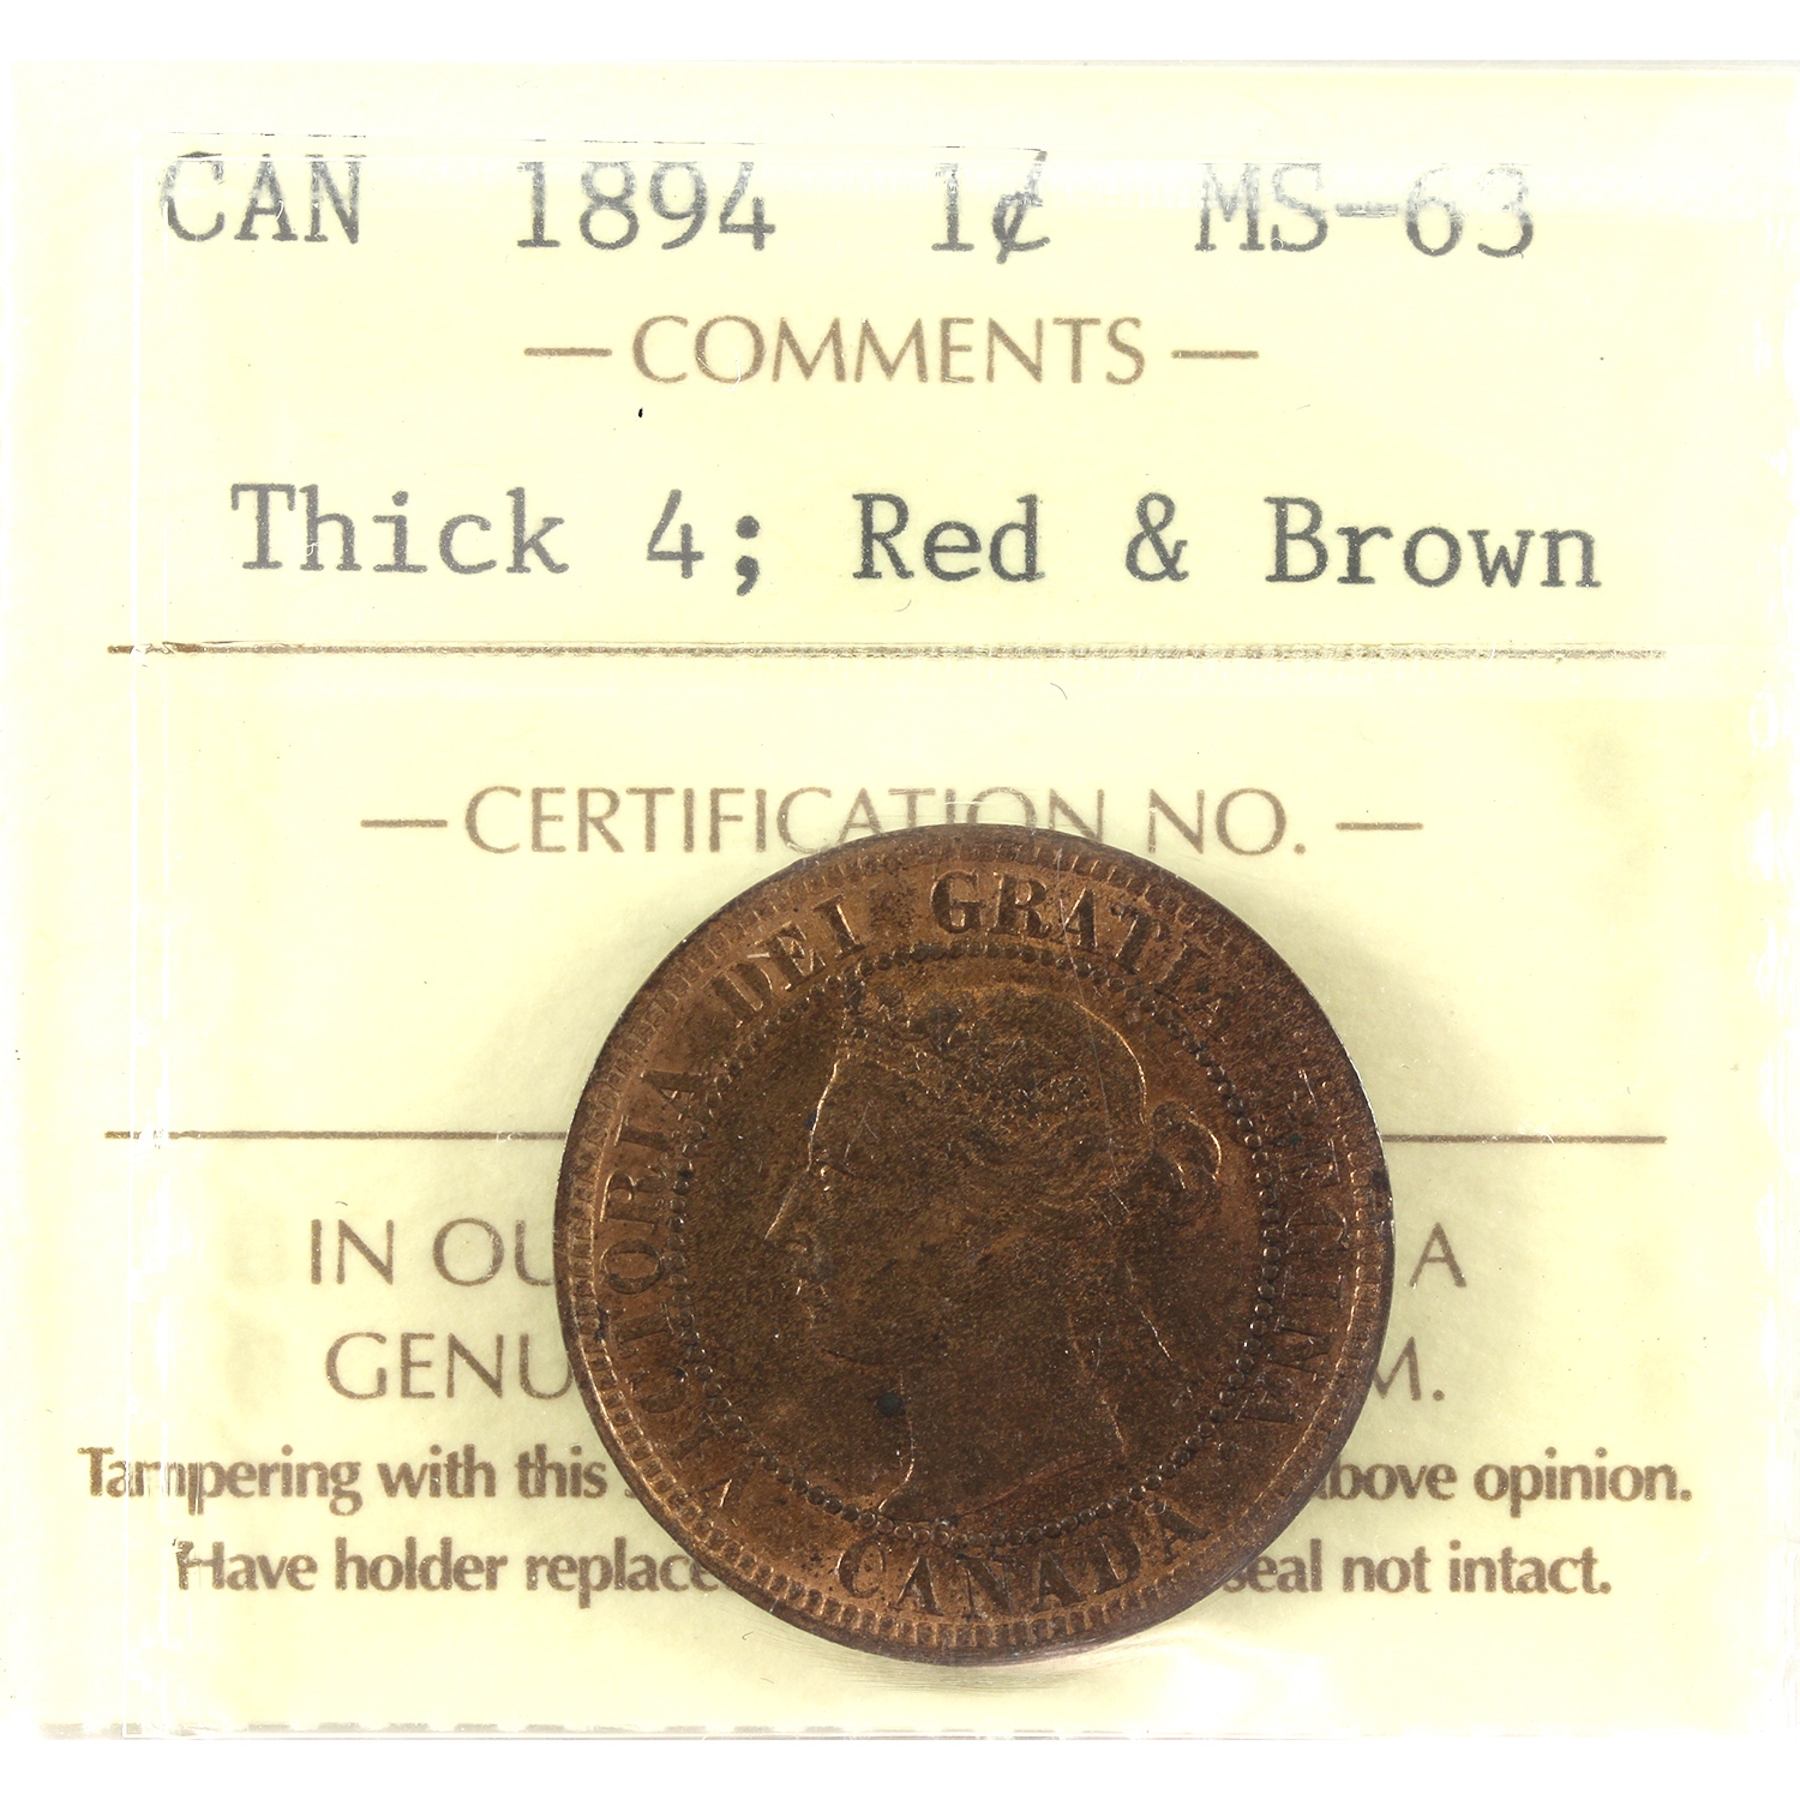 CAN 1894 1¢ MS-63
— COMMENTS —
Thick 4; Red & Brown
— CERTIFICATION NO. —
VICTORIA DEI GRATIA REGINA
CANADA
IN OU A
GENU M.
Tampering with this above opinion.
Have holder replace seal not intact.